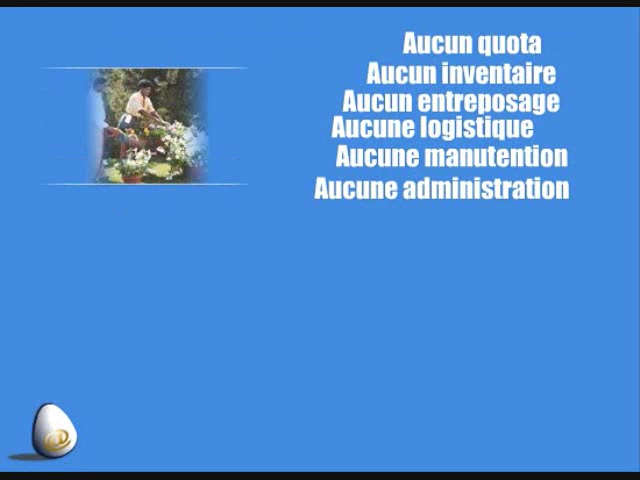 Aucun quota
Aucun inventaire
Aucun entreposage
Aucune logistique
Aucune manutention
Aucune administration
@